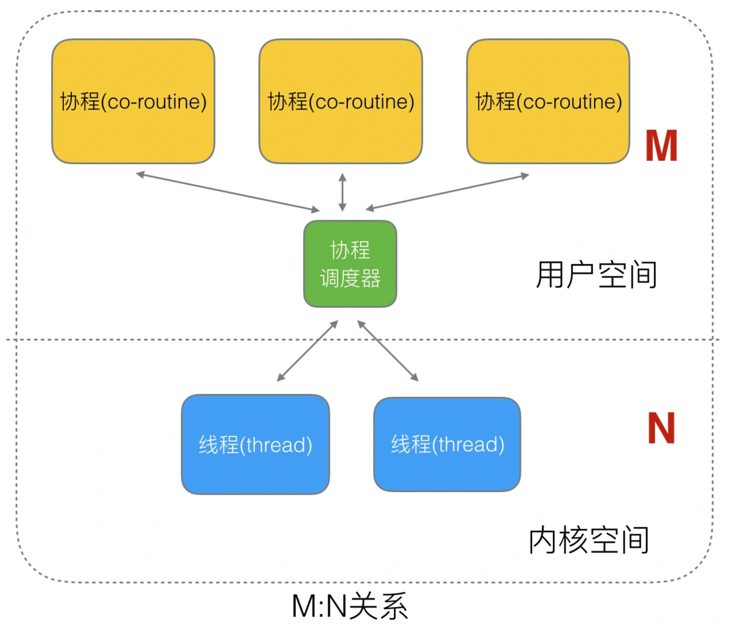 协程(co-routine)
协程(co-routine)
协程(co-routine)
M
协程
调度器
用户空间
线程(thread)
线程(thread)
N
内核空间
M:N关系